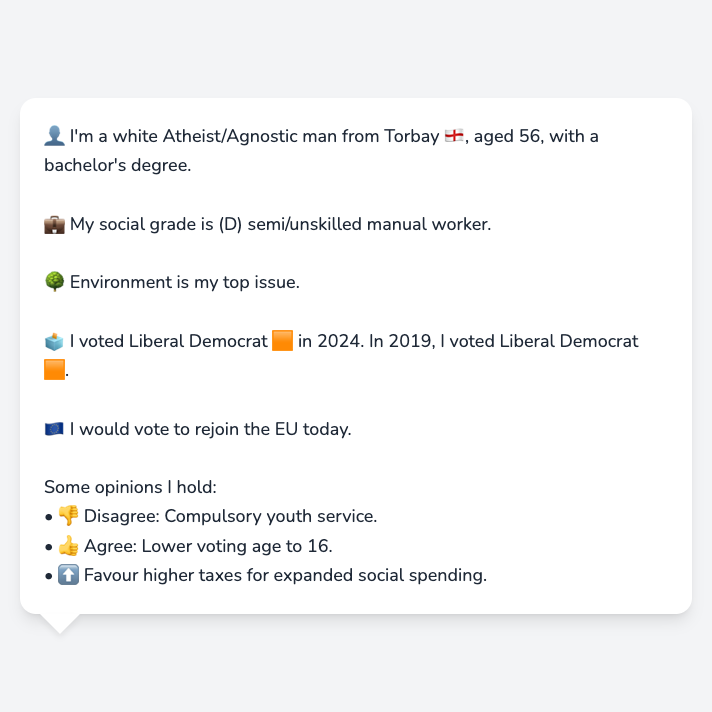 👤 I'm a white Atheist/Agnostic man from Torbay 🏴󠁧󠁢󠁥󠁮󠁧󠁿, aged 56, with a
bachelor's degree.
💼 My social grade is (D) semi/unskilled manual worker.
🌳 Environment is my top issue.
🗳️ I voted Liberal Democrat 🟧 in 2024. In 2019, I voted Liberal Democrat
🟧.
🇪🇺 I would vote to rejoin the EU today.
Some opinions I hold:
• 👎 Disagree: Compulsory youth service.
• 👍 Agree: Lower voting age to 16.
• ⬆️ Favour higher taxes for expanded social spending.